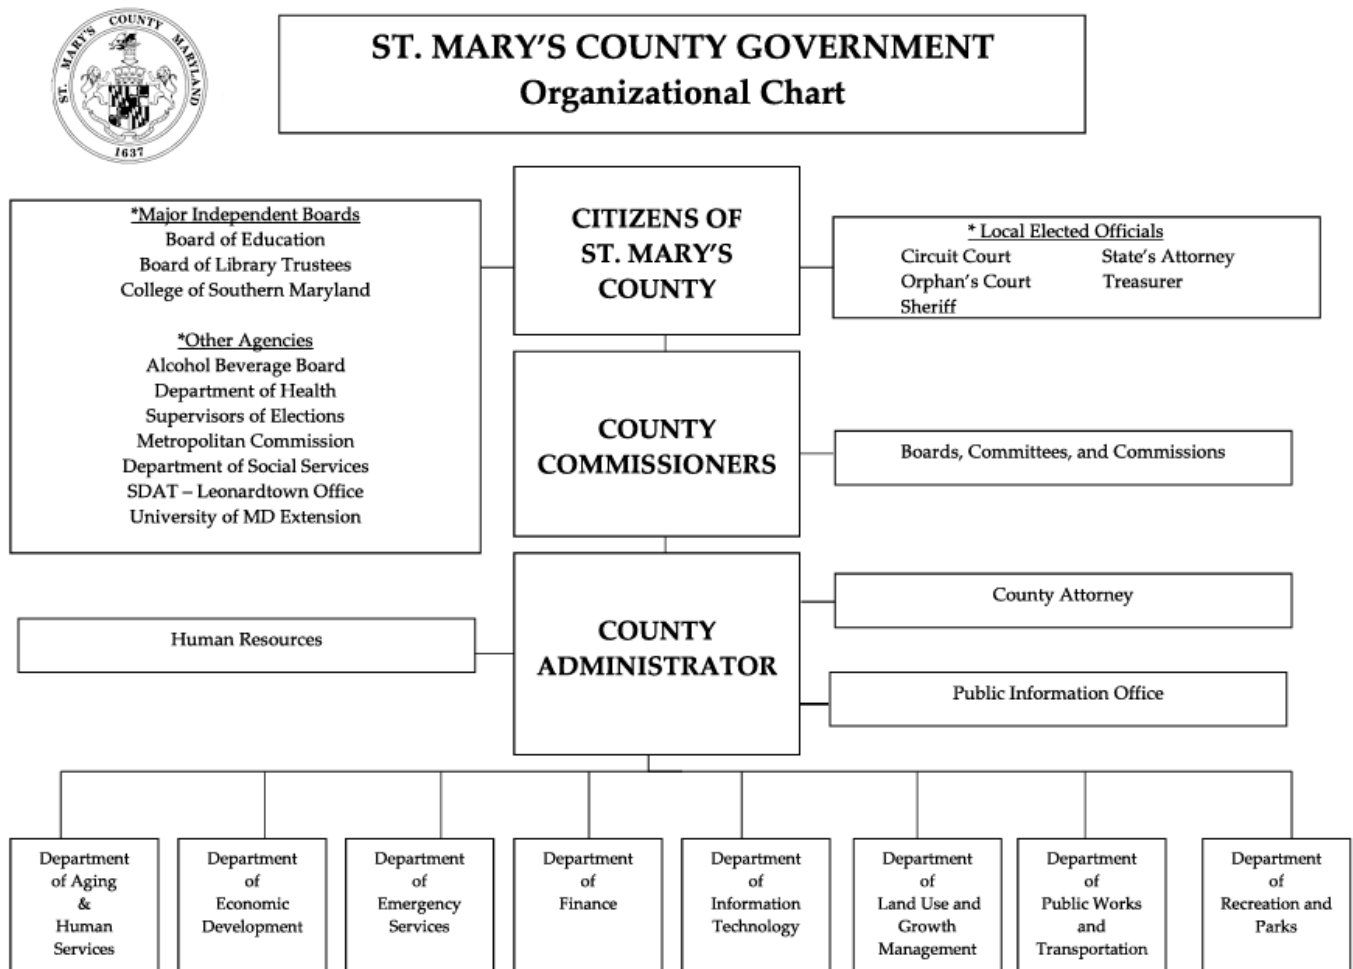 ST. MARY'S COUNTY MARYLAND
1637
ST. MARY’S COUNTY GOVERNMENT
Organizational Chart
*Major Independent Boards
Board of Education
Board of Library Trustees
College of Southern Maryland
*Other Agencies
Alcohol Beverage Board
Department of Health
Supervisors of Elections
Metropolitan Commission
Department of Social Services
SDAT – Leonardtown Office
University of MD Extension
CITIZENS OF
ST. MARY’S
COUNTY
* Local Elected Officials
Circuit Court State’s Attorney
Orphan’s Court Treasurer
Sheriff
COUNTY
COMMISSIONERS
Boards, Committees, and Commissions
COUNTY
ADMINISTRATOR
County Attorney
Human Resources
Public Information Office
Department
of Aging
&
Human
Services
Department
of
Economic
Development
Department
of
Emergency
Services
Department
of
Finance
Department
of
Information
Technology
Department
of
Land Use and
Growth
Management
Department
of
Public Works
and
Transportation
Department
of
Recreation and
Parks